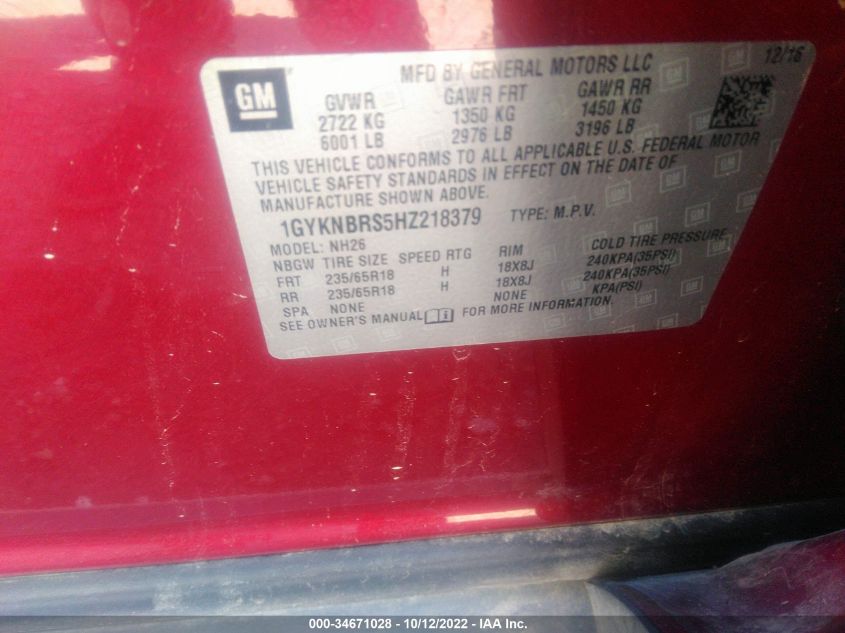 GM
MFD BY GENERAL MOTORS LLC 12/16
GVWR GAWR FRT GAWR RR
2722 KG 1350 KG 1450 KG
6001 LB 2976 LB 3196 LB
THIS VEHICLE CONFORMS TO ALL APPLICABLE U.S. FEDERAL MOTOR
VEHICLE SAFETY STANDARDS IN EFFECT ON THE DATE OF
MANUFACTURE SHOWN ABOVE.
1GYKNBRS5HZ218379 TYPE: M.P.V.
MODEL: NH26
NBGW TIRE SIZE SPEED RTG RIM COLD TIRE PRESSURE
FRT 235/65R18 H 18X8J 240KPA(35PSI)
RR 235/65R18 H 18X8J 240KPA(35PSI)
SPA NONE NONE KPA(PSI)
SEE OWNER'S MANUAL FOR MORE INFORMATION.
000-34671028 - 10/12/2022 - IAA Inc.